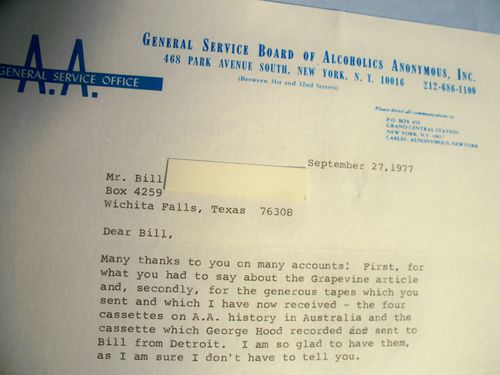 A.A.
GENERAL SERVICE OFFICE
GENERAL SERVICE BOARD OF ALCOHOLICS ANONYMOUS, INC.
468 PARK AVENUE SOUTH, NEW YORK, N. Y. 10016 212-686-1100
(Between 31st and 32nd Streets)
Please direct all communications to:
P.O. BOX 459
GRAND CENTRAL STATION
NEW YORK, N.Y. 10017
CABLES: ALNONYMOUS, NEWYORK
September 27,1977
Mr. Bill
Box 4259
Wichita Falls, Texas 76308
Dear Bill,
Many thanks to you on many accounts: First, for
what you had to say about the Grapevine article
and, secondly, for the generous tapes which you
sent and which I have now received - the four
cassettes on A.A. history in Australia and the
cassette which George Hood recorded and sent to
Bill from Detroit. I am so glad to have them,
as I am sure I don't have to tell you.